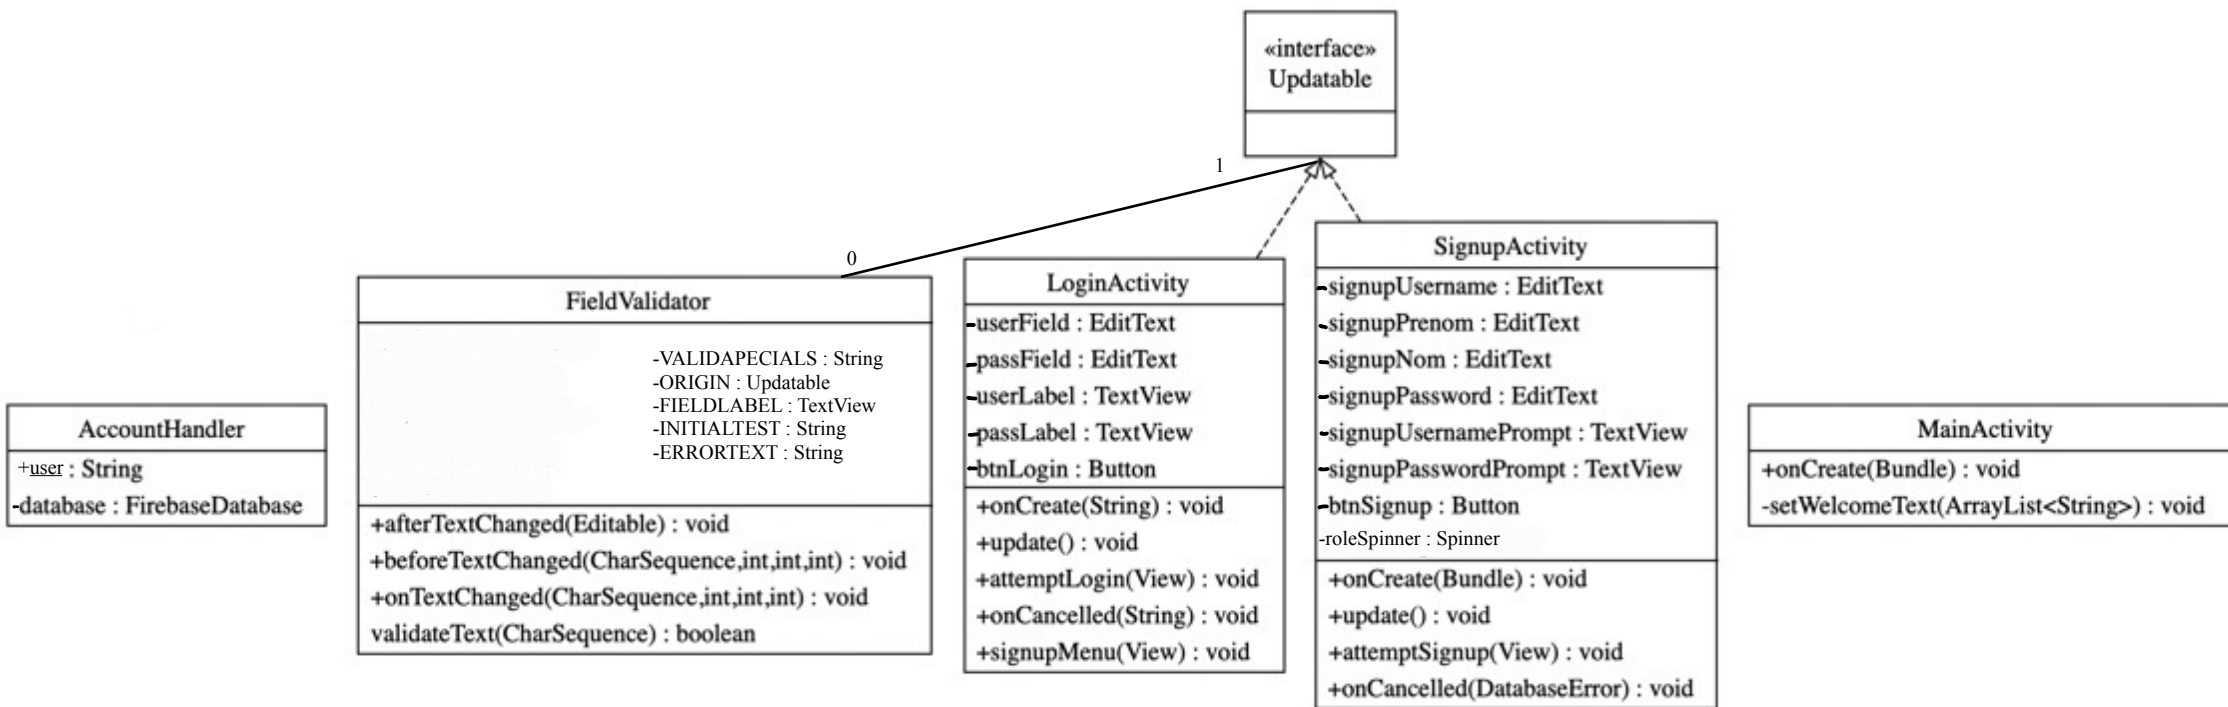 «interface»
Updatable
1
0
AccountHandler
+user : String
-database : FirebaseDatabase
FieldValidator
-VALIDAPECIALS : String
-ORIGIN : Updatable
-FIELDLABEL : TextView
-INITIALTEST : String
-ERRORTEXT : String
+afterTextChanged(Editable) : void
+beforeTextChanged(CharSequence,int,int,int) : void
+onTextChanged(CharSequence,int,int,int) : void
validateText(CharSequence) : boolean
LoginActivity
-userField : EditText
-passField : EditText
-userLabel : TextView
-passLabel : TextView
-btnLogin : Button
+onCreate(String) : void
+update() : void
+attemptLogin(View) : void
+onCancelled(String) : void
+signupMenu(View) : void
SignupActivity
-signupUsername : EditText
-signupPrenom : EditText
-signupNom : EditText
-signupPassword : EditText
-signupUsernamePrompt : TextView
-signupPasswordPrompt : TextView
-btnSignup : Button
-roleSpinner : Spinner
+onCreate(Bundle) : void
+update() : void
+attemptSignup(View) : void
+onCancelled(DatabaseError) : void
MainActivity
+onCreate(Bundle) : void
-setWelcomeText(ArrayList<String>) : void